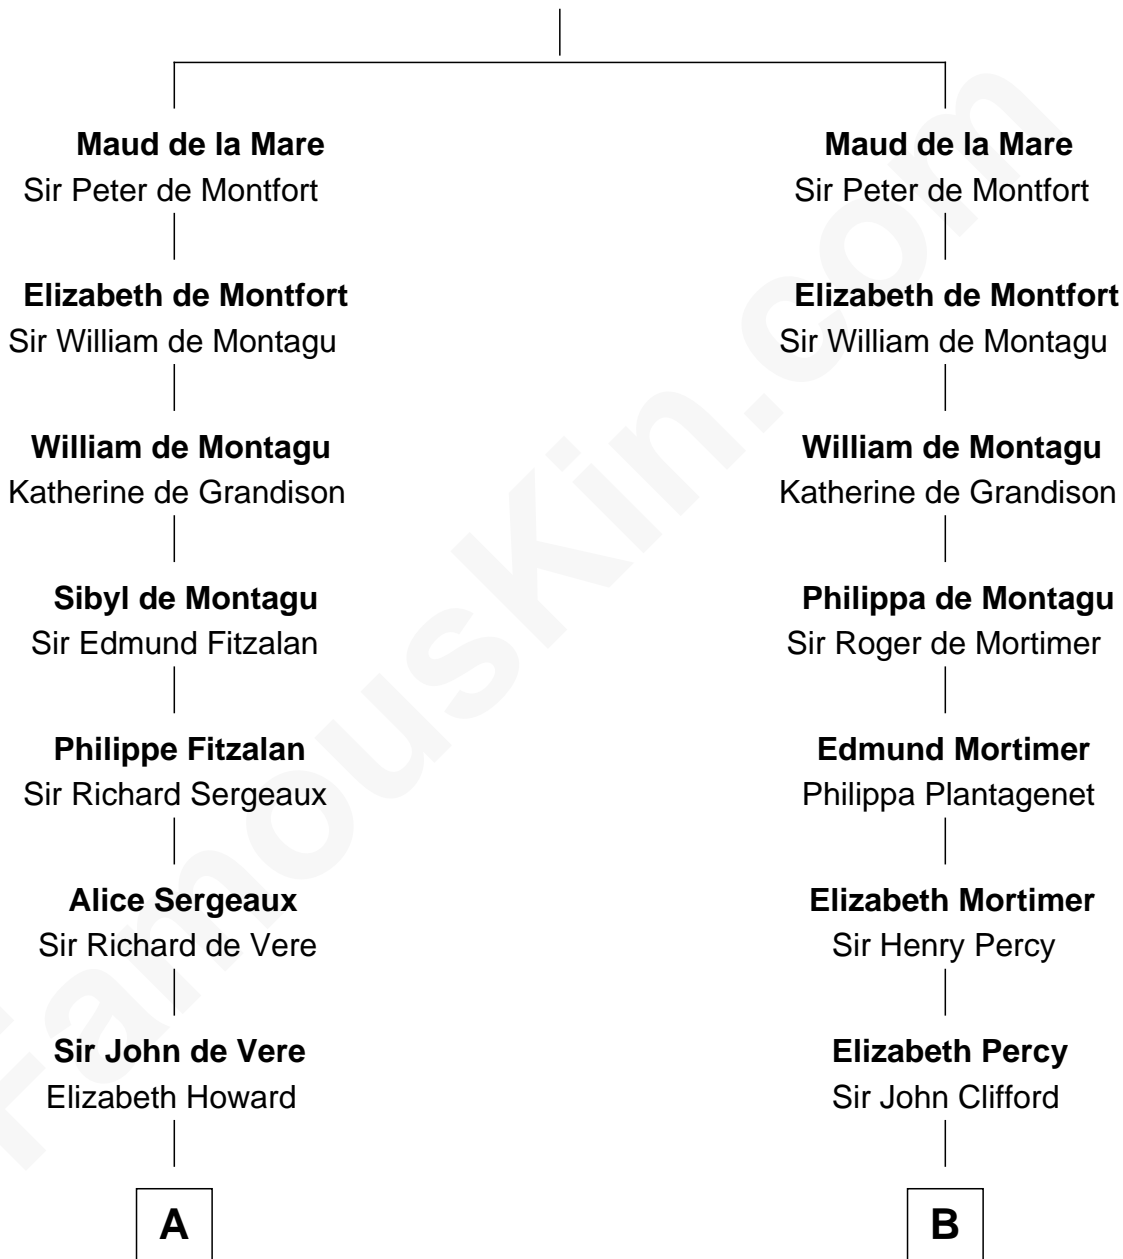 Maud de la Mare
Sir Peter de Montfort
Elizabeth de Montfort
Sir William de Montagu
William de Montagu
Katherine de Grandison
Sibyl de Montagu
Sir Edmund Fitzalan
Philippe Fitzalan
Sir Richard Sergeaux
Alice Sergeaux
Sir Richard de Vere
Sir John de Vere
Elizabeth Howard
A
Maud de la Mare
Sir Peter de Montfort
Elizabeth de Montfort
Sir William de Montagu
William de Montagu
Katherine de Grandison
Philippa de Montagu
Sir Roger de Mortimer
Edmund Mortimer
Philippa Plantagenet
Elizabeth Mortimer
Sir Henry Percy
Elizabeth Percy
Sir John Clifford
B
FamousKin.com